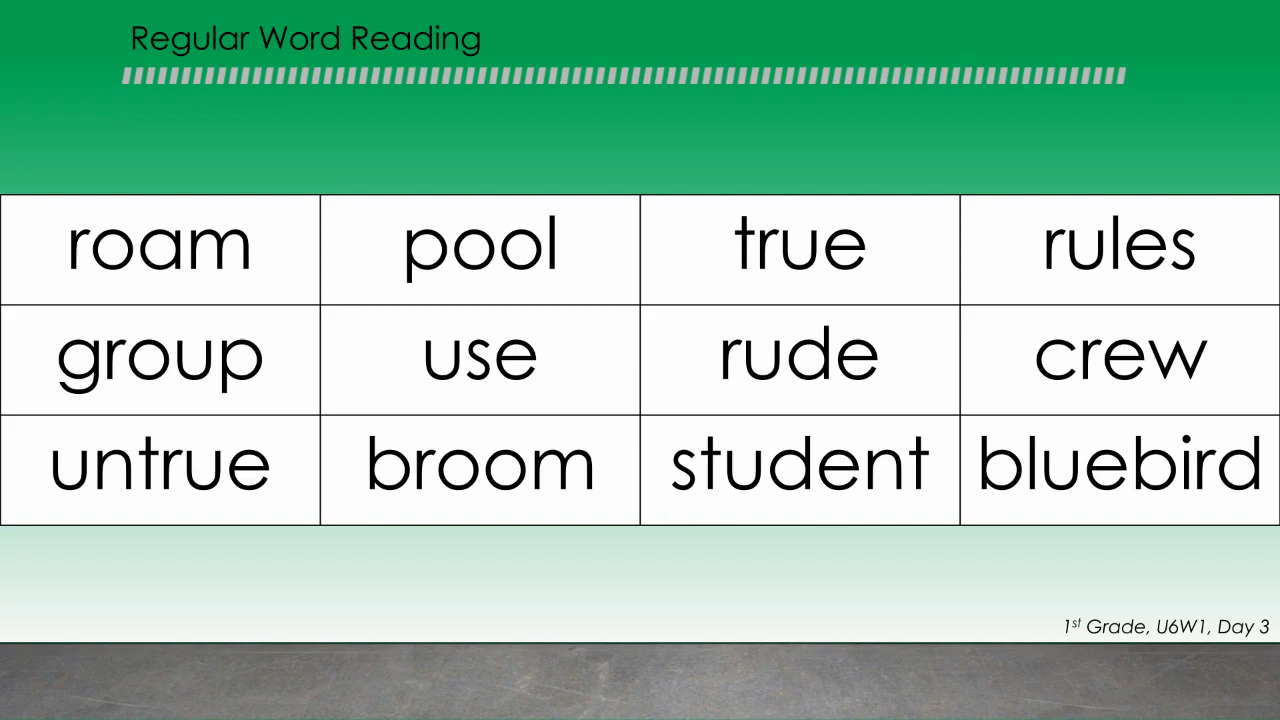 Regular Word Reading
roam pool true rules
group use rude crew
untrue broom student bluebird
1st Grade, U6W1, Day 3